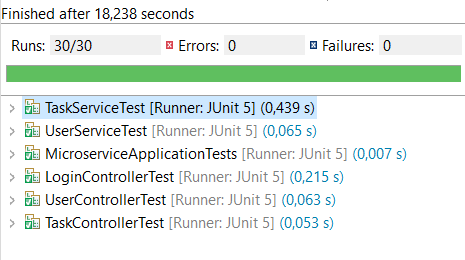 Finished after 18,238 seconds
Runs: 30/30 Errors: 0 Failures: 0
TaskServiceTest [Runner: JUnit 5] (0,439 s)
UserServiceTest [Runner: JUnit 5] (0,065 s)
MicroserviceApplicationTests [Runner: JUnit 5] (0,007 s)
LoginControllerTest [Runner: JUnit 5] (0,215 s)
UserControllerTest [Runner: JUnit 5] (0,063 s)
TaskControllerTest [Runner: JUnit 5] (0,053 s)